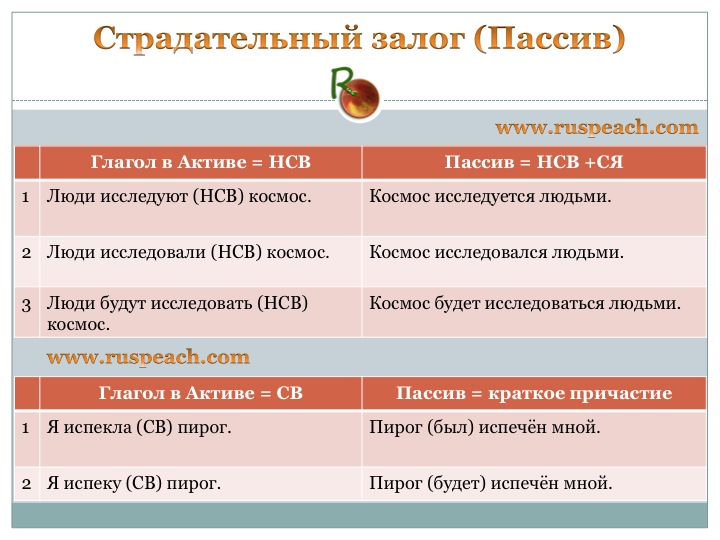 Страдательный залог (Пассив)
R
www.ruspeach.com
Глагол в Активе = НСВ Пассив = НСВ +СЯ
1 Люди исследуют (НСВ) космос. Космос исследуется людьми.
2 Люди исследовали (НСВ) космос. Космос исследовался людьми.
3 Люди будут исследовать (НСВ) Космос будет исследоваться людьми.
космос.
www.ruspeach.com
Глагол в Активе = СВ Пассив = краткое причастие
1 Я испекла (СВ) пирог. Пирог (был) испечён мной.
2 Я испеку (СВ) пирог. Пирог (будет) испечён мной.